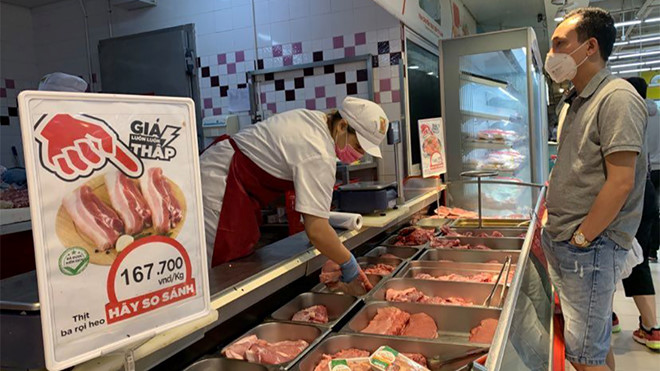 GIÁ
LUÔN LUÔN
THẤP
167.700
vnđ/Kg
HÃY SO SÁNH
Thịt
ba rọi heo